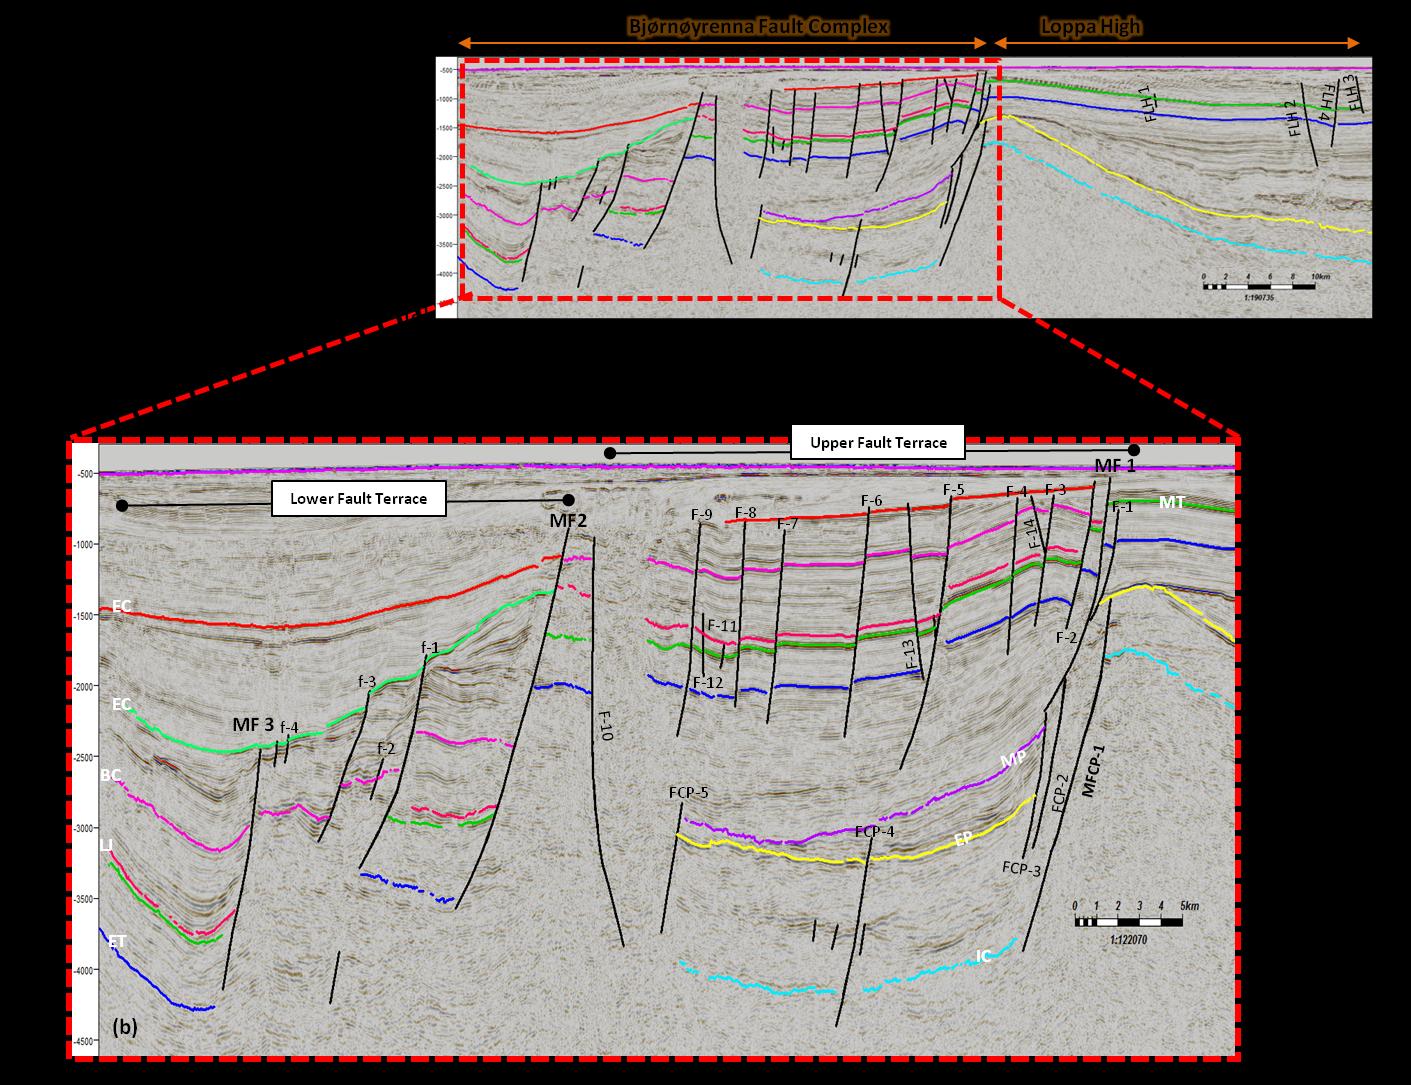 Bjørnøyrenna Fault Complex
Loppa High
-500
-1000
-1500
-2000
-2500
-3000
-3500
-4000
FLH 1
FLH 2
FLH 4
FLH 3
0 2 4 6 8 10km
1:190735
Upper Fault Terrace
Lower Fault Terrace
MF 1
MF2
MF 3
-500
-1000
-1500
-2000
-2500
-3000
-3500
-4000
-4500
F-9
F-8
F-7
F-6
F-5
F-4
F-3
F-1
F-14
MT
EC
F-11
F-12
F-13
F-2
f-1
f-3
EC
f-4
F-2
F-10
BC
MP
FCP-5
FCP-4
FCP-2
MFCP-1
LJ
EP
FCP-3
ET
IC
0 1 2 3 4 5km
1:122070
(b)